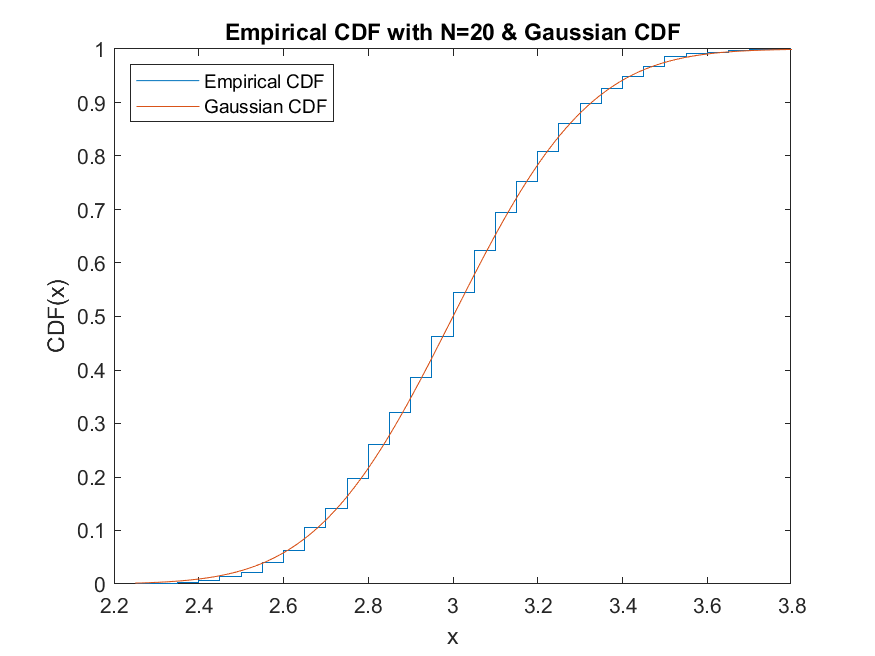 Empirical CDF with N=20 & Gaussian CDF
1
Empirical CDF
Gaussian CDF
0.9
0.8
0.7
0.6
0.5
0.4
0.3
0.2
0.1
0
CDF(x)
2.2 2.4 2.6 2.8 3 3.2 3.4 3.6 3.8
x